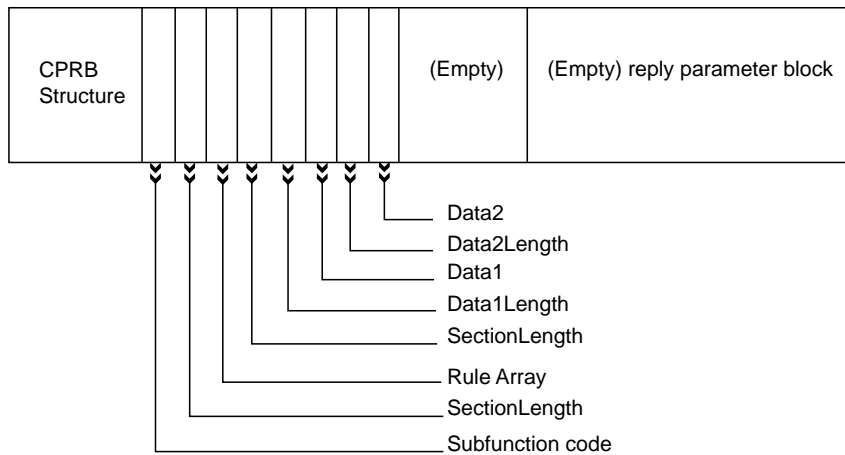 CPRB
Structure
(Empty)
(Empty) reply parameter block
Data2
Data2Length
Data1
Data1Length
SectionLength
Rule Array
SectionLength
Subfunction code